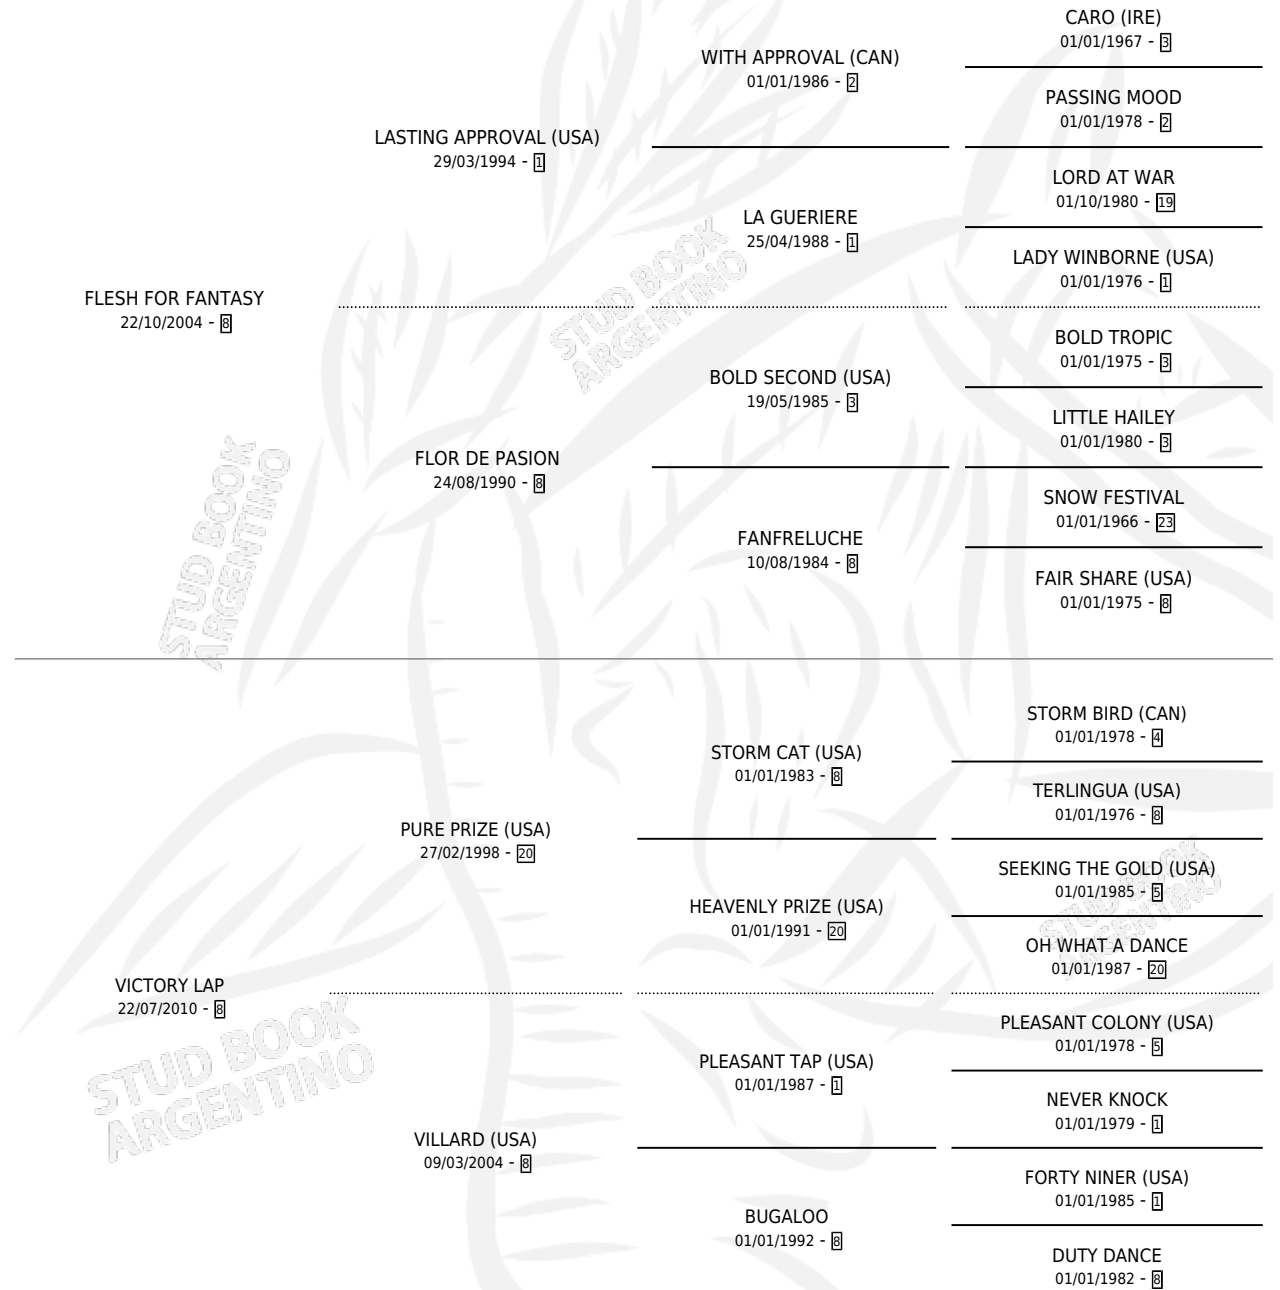 CARO (IRE)
01/01/1967 - 3
WITH APPROVAL (CAN)
01/01/1986 - 2
PASSING MOOD
01/01/1978 - 2
LASTING APPROVAL (USA)
29/03/1994 - 1
LORD AT WAR
01/10/1980 - 19
LA GUERIERE
25/04/1988 - 1
LADY WINBORNE (USA)
01/01/1976 - 1
FLESH FOR FANTASY
22/10/2004 - 8
BOLD TROPIC
01/01/1975 - 3
BOLD SECOND (USA)
19/05/1985 - 3
LITTLE HAILEY
01/01/1980 - 3
FLOR DE PASION
24/08/1990 - 8
SNOW FESTIVAL
01/01/1966 - 23
FANFRELUCHE
10/08/1984 - 8
FAIR SHARE (USA)
01/01/1975 - 8
STORM BIRD (CAN)
01/01/1978 - 4
STORM CAT (USA)
01/01/1983 - 8
TERLINGUA (USA)
01/01/1976 - 8
PURE PRIZE (USA)
27/02/1998 - 20
SEEKING THE GOLD (USA)
01/01/1985 - 5
HEAVENLY PRIZE (USA)
01/01/1991 - 20
OH WHAT A DANCE
01/01/1987 - 20
VICTORY LAP
22/07/2010 - 8
PLEASANT COLONY (USA)
01/01/1978 - 5
PLEASANT TAP (USA)
01/01/1987 - 1
NEVER KNOCK
01/01/1979 - 1
VILLARD (USA)
09/03/2004 - 8
FORTY NINER (USA)
01/01/1985 - 1
BUGALOO
01/01/1992 - 8
DUTY DANCE
01/01/1982 - 8
STUD BOOK
ARGENTINO
STUD BOOK
ARGENTINO
STUD BOOK
ARGENTINO
STUD BOOK
ARGENTINO